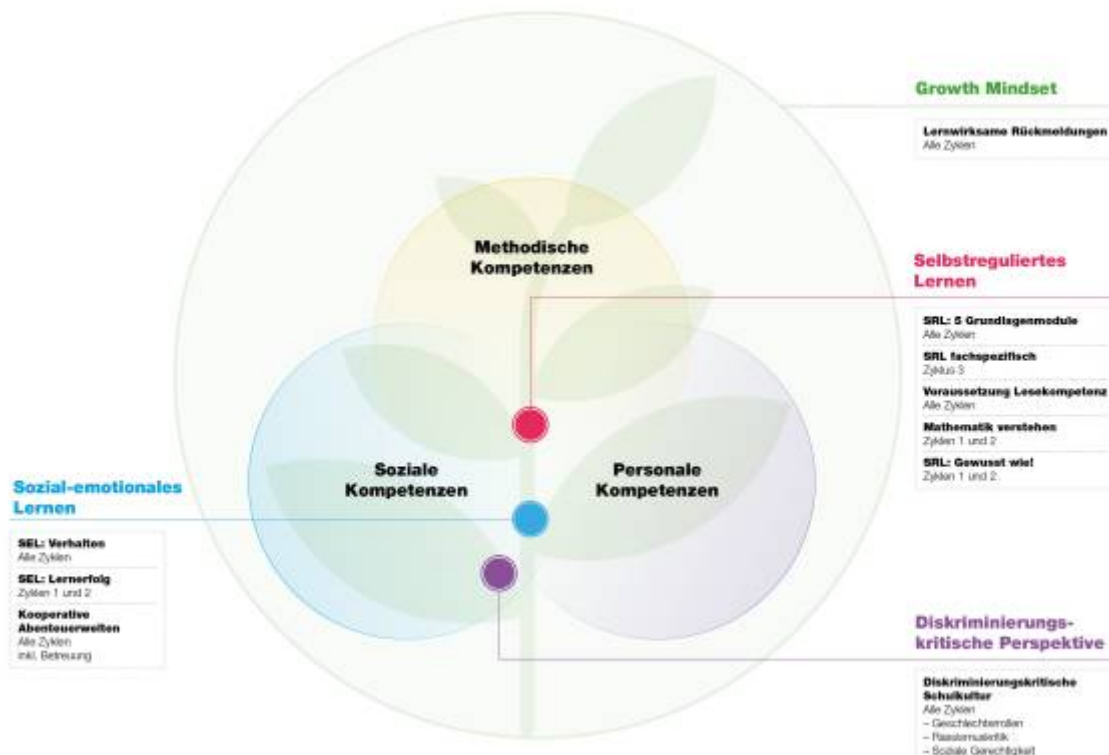 Growth Mindset
Lernwirksame Rückmeldungen
Alle Zyklen
Methodische
Kompetenzen
Selbstreguliertes
Lernen
SRL: 5 Grundlagenmodule
Alle Zyklen
SRL fachspezifisch
Zyklus 3
Voraussetzung Lesekompetenz
Alle Zyklen
Mathematik verstehen
Zyklen 1 und 2
SRL: Gewusst wie!
Zyklen 1 und 2
Soziale
Kompetenzen
Personale
Kompetenzen
Sozial-emotionales
Lernen
SEL: Verhalten
Alle Zyklen
SEL: Lernerfolg
Zyklen 1 und 2
Kooperative
Abenteuerwelten
Alle Zyklen
inkl. Betreuung
Diskriminierungs-
kritische Perspektive
Diskriminierungskritische
Schulkultur
Alle Zyklen
– Geschlechterrollen
– Rassismuskritik
– Soziale Gerechtigkeit